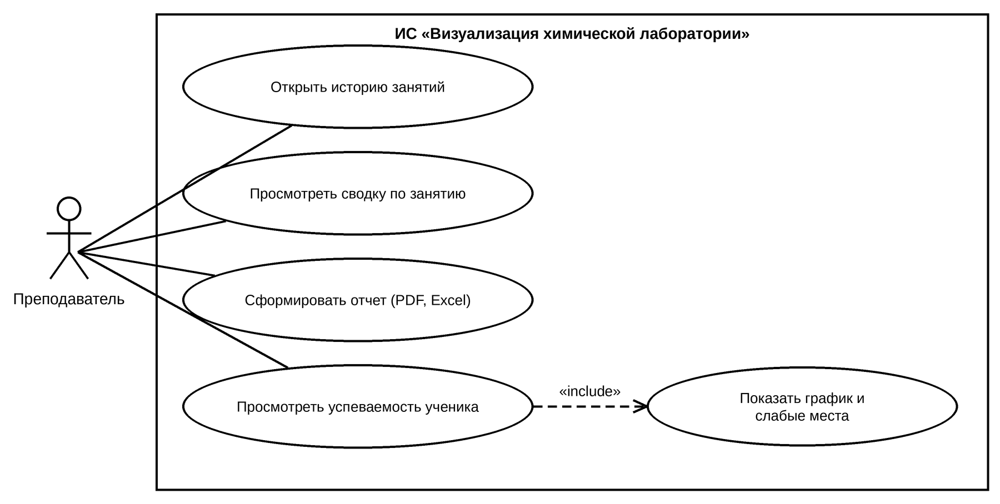 ИС «Визуализация химической лаборатории»
Открыть историю занятий
Просмотреть сводку по занятию
Преподаватель
Сформировать отчет (PDF, Excel)
Просмотреть успеваемость ученика
«include»
Показать график и
слабые места